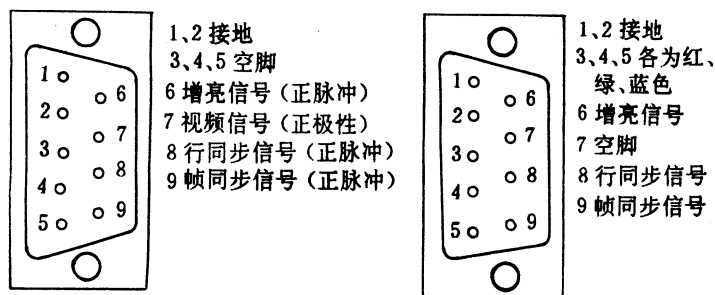 1
2
3
4
5
6
7
8
9
1、2 接地
3、4、5 空脚
6 增亮信号（正脉冲）
7 视频信号（正极性）
8 行同步信号（正脉冲）
9 帧同步信号（正脉冲）
1
2
3
4
5
6
7
8
9
1、2 接地
3、4、5 各为红、
绿、蓝色
6 增亮信号
7 空脚
8 行同步信号
9 帧同步信号